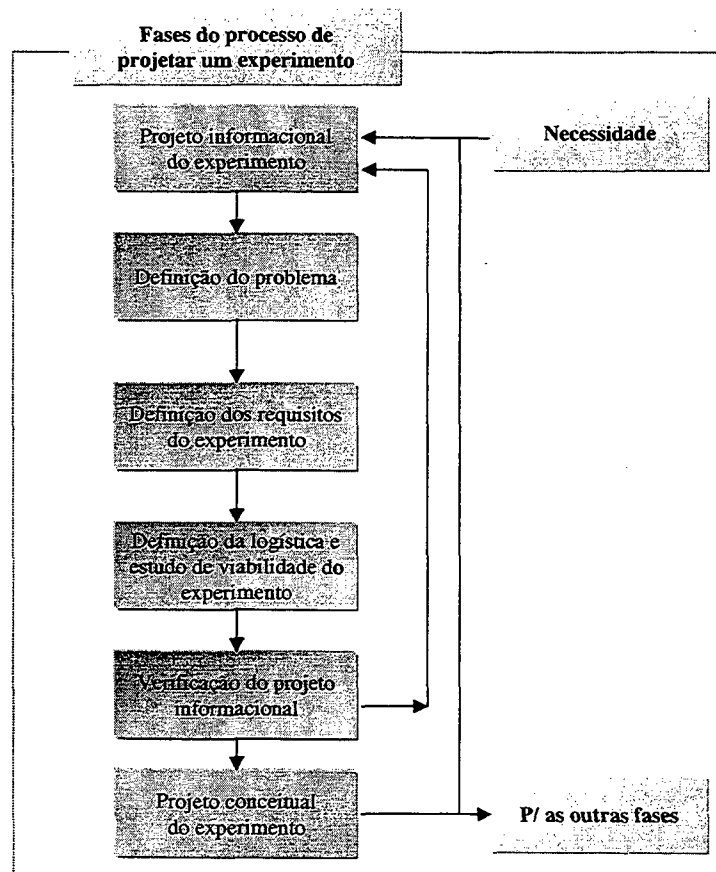 Fases do processo de
projetar um experimento
Projeto informacional
do experimento
Necessidade
Definição do problema
Definição dos requisitos
do experimento
Definição da logística e
estudo de viabilidade do
experimento
Verificação do projeto
informacional
Projeto conceitual
do experimento
P/ as outras fases